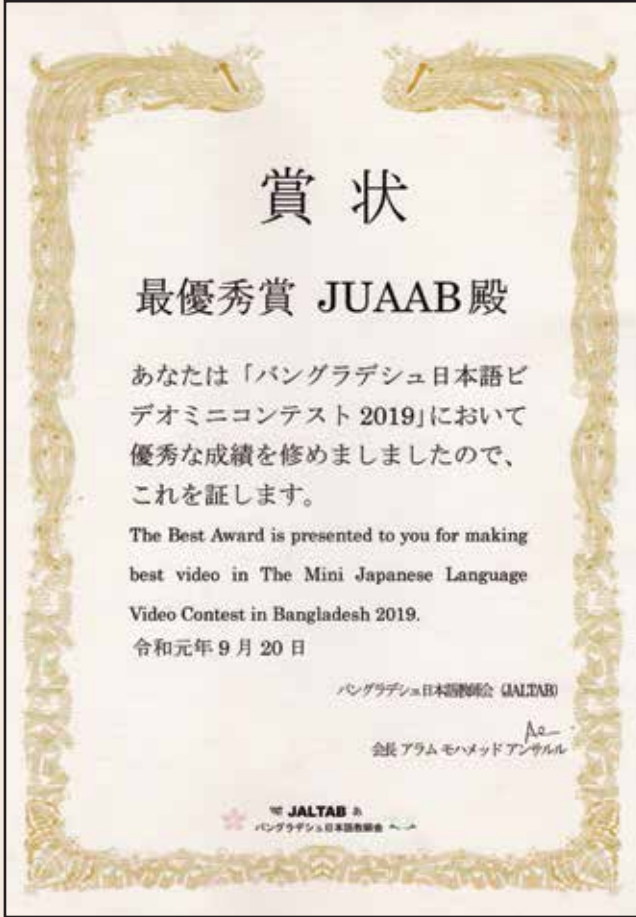 賞状
最優秀賞 JUAAB殿
あなたは「バングラデシュ日本語ビ
デオミニコンテスト 2019」において
優秀な成績を修めましましたので、
これを証します。
The Best Award is presented to you for making
best video in The Mini Japanese Language
Video Contest in Bangladesh 2019.
令和元年 9 月 20 日
バングラデシュ日本語教師会 (JALTAB)
会長 アラム モハメッド アンサルル
JALTAB あ
バングラデシュ日本語教師会